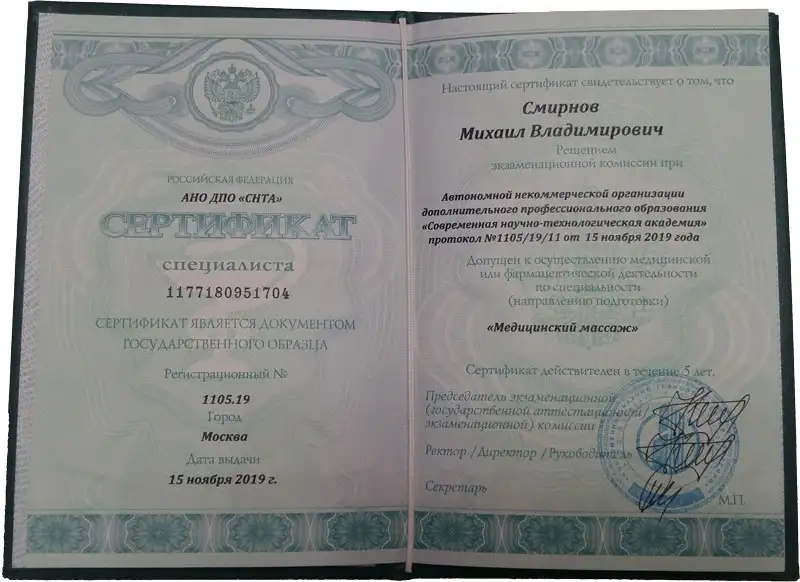 РОССИЙСКАЯ ФЕДЕРАЦИЯ
АНО ДПО «СНТА»
СЕРТИФИКАТ
специалиста
1177180951704
СЕРТИФИКАТ ЯВЛЯЕТСЯ ДОКУМЕНТОМ
ГОСУДАРСТВЕННОГО ОБРАЗЦА
Регистрационный №
1105.19
Город
Москва
Дата выдачи
15 ноября 2019 г.
Настоящий сертификат свидетельствует о том, что
Смирнов
Михаил Владимирович
Решением
экзаменационной комиссии при
Автономной некоммерческой организации
дополнительного профессионального образования
«Современная научно-технологическая академия»
протокол №1105/19/11 от 15 ноября 2019 года
Допущен к осуществлению медицинской
или фармацевтической деятельности
по специальности
(направлению подготовки)
«Медицинский массаж»
Сертификат действителен в течение 5 лет.
Председатель экзаменационной
(государственной аттестационной/
экзаменационной) комиссии
Ректор /Директор /Руководитель
Секретарь
М.П.